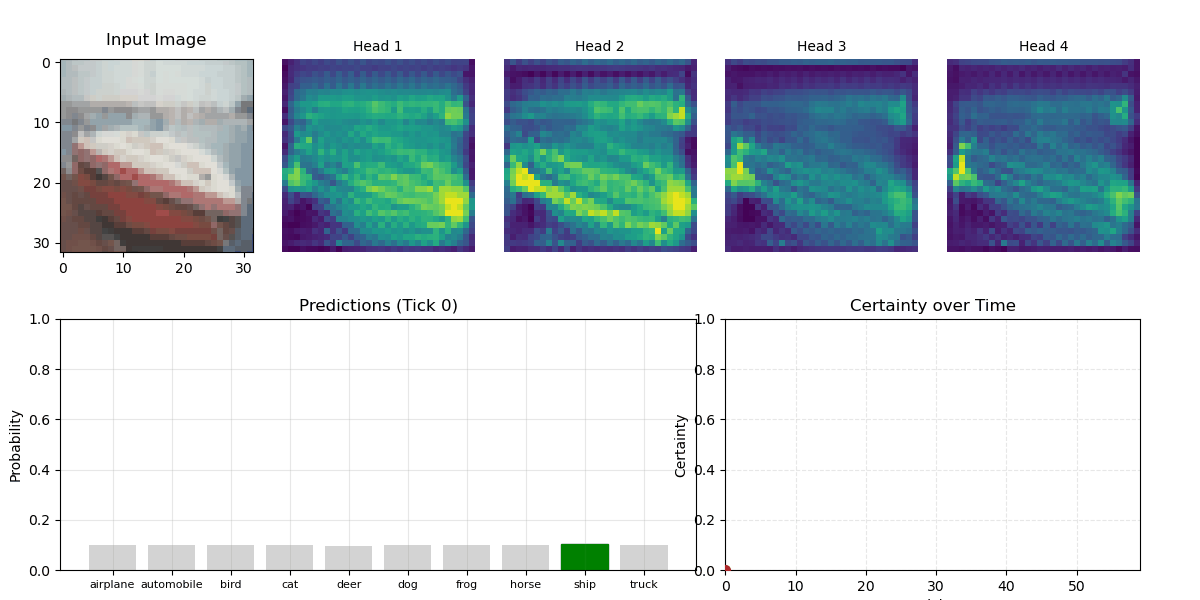 Input Image
Head 1
Head 2
Head 3
Head 4
0
10
20
30
0
10
20
30
Predictions (Tick 0)
Probability
1.0
0.8
0.6
0.4
0.2
0.0
airplane
automobile
bird
cat
deer
dog
frog
horse
ship
truck
Certainty over Time
Certainty
1.0
0.8
0.6
0.4
0.2
0.0
0
10
20
30
40
50